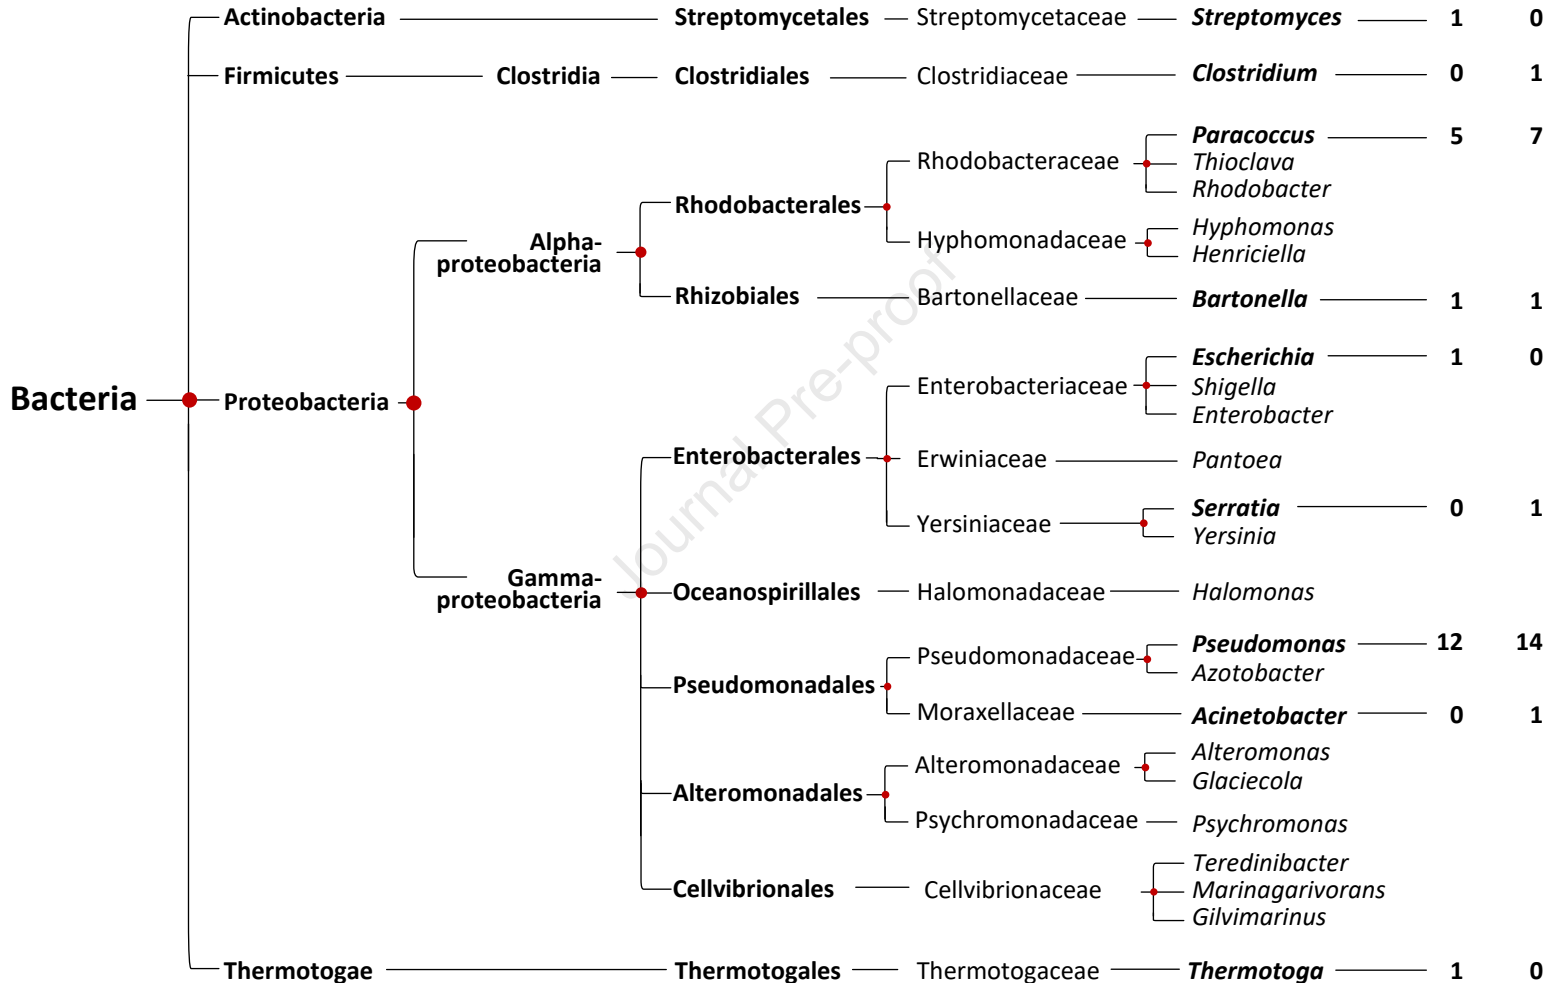 Actinobacteria Streptomycetales Streptomycetaceae Streptomyces 1 0
Firmicutes Clostridia Clostridiales Clostridiaceae Clostridium 0 1
Paracoccus 5 7
Rhodobacteraceae Thioclava
Rhodobacter
Rhodobacterales
Hyphomonas
Alpha-
proteobacteria
Hyphomonadaceae
Henriciella
Rhizobiales Bartonellaceae Bartonella 1 1
Escherichia 1 0
Enterobacteriaceae Shigella
Enterobacter
Bacteria Proteobacteria
Enterobacterales Erwiniaceae Pantoea
Serratia 0 1
Yersiniaceae
Yersinia
Gamma-
proteobacteria
Oceanospirillales Halomonadaceae Halomonas
Pseudomonas 12 14
Pseudomonadaceae
Azotobacter
Pseudomonadales
Moraxellaceae Acinetobacter 0 1
Alteromonas
Alteromonadaceae
Glaciecola
Alteromonadales
Psychromonadaceae Psychromonas
Teredinibacter
Cellvibrionales Cellvibrionaceae Marinagarivorans
Gilvimarinus
Thermotogae Thermotogales Thermotogaceae Thermotoga 1 0
Journal Pre-proof